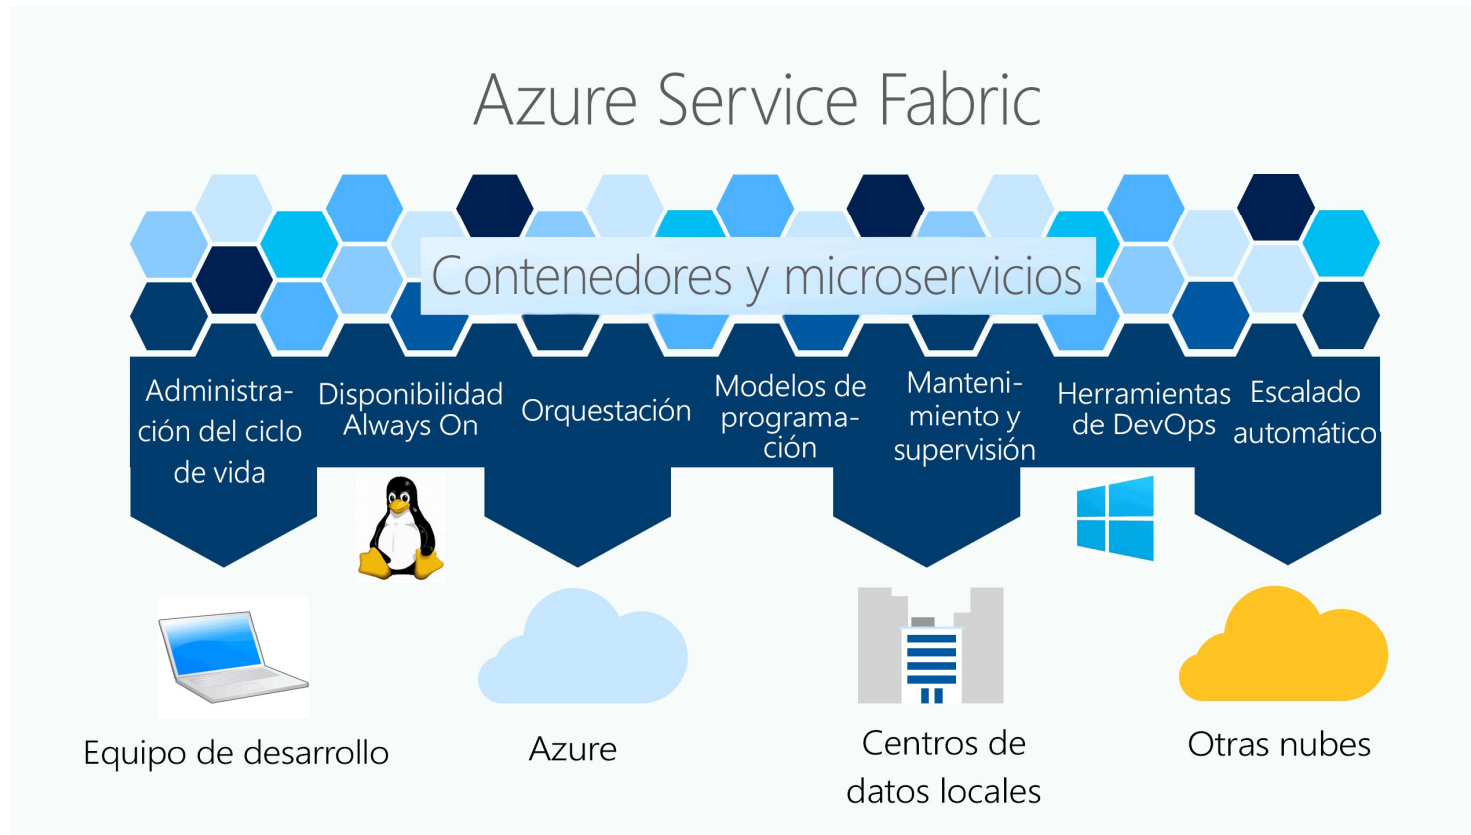 Azure Service Fabric
Contenedores y microservicios
Administra-
ción del ciclo
de vida
Disponibilidad
Always On
Orquestación
Modelos de
programa-
ción
Manteni-
miento y
supervisión
Herramientas
de DevOps
Escalado
automático
Equipo de desarrollo
Azure
Centros de
datos locales
Otras nubes